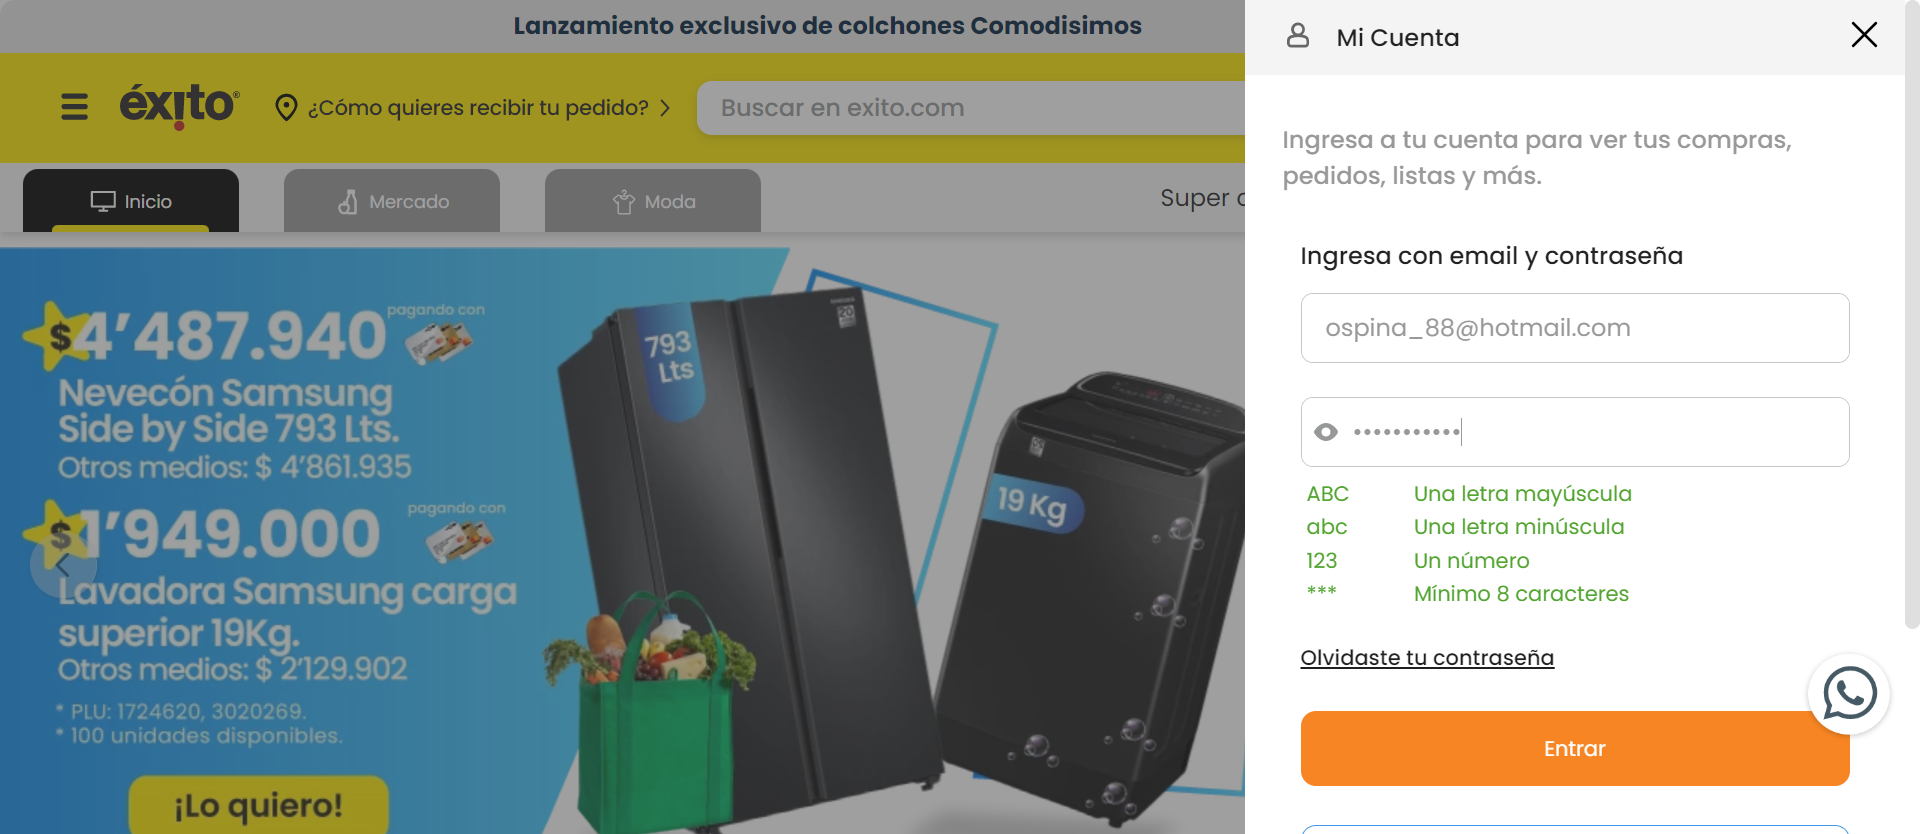 Lanzamiento exclusivo de colchones Comodisimos
éxito
¿Cómo quieres recibir tu pedido?
Buscar en exito.com
Inicio
Mercado
Moda
Super
$4'487.940
pagando con
Nevecón Samsung
Side by Side 793 Lts.
Otros medios: $ 4'861.935
$1'949.000
pagando con
Lavadora Samsung carga
superior 19Kg.
Otros medios: $ 2'129.902
* PLU: 1724620, 3020269.
* 100 unidades disponibles.
¡Lo quiero!
793
Lts
20
19 Kg
Mi Cuenta
Ingresa a tu cuenta para ver tus compras,
pedidos, listas y más.
Ingresa con email y contraseña
ospina_88@hotmail.com
•••••••••••
ABC Una letra mayúscula
abc Una letra minúscula
123 Un número
*** Mínimo 8 caracteres
Olvidaste tu contraseña
Entrar